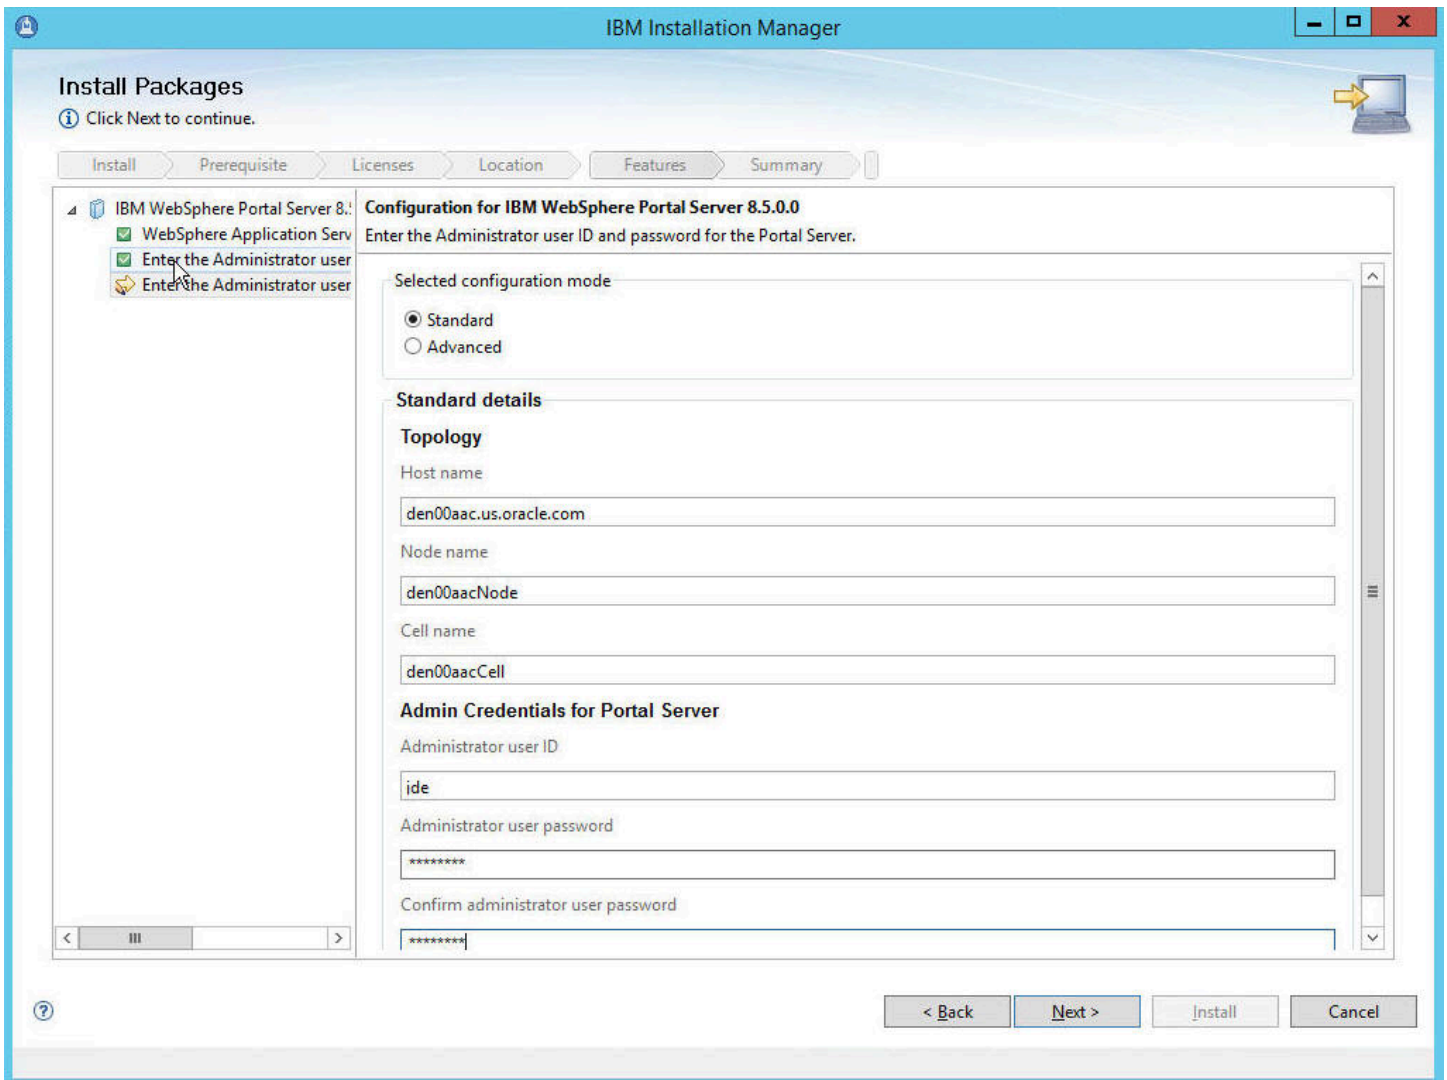 IBM Installation Manager
Install Packages
Click Next to continue.
Install Prerequisite Licenses Location Features Summary
IBM WebSphere Portal Server 8.
WebSphere Application Serv
Enter the Administrator user
Enter the Administrator user
Configuration for IBM WebSphere Portal Server 8.5.0.0
Enter the Administrator user ID and password for the Portal Server.
Selected configuration mode
Standard
Advanced
Standard details
Topology
Host name
den00aac.us.oracle.com
Node name
den00aacNode
Cell name
den00aacCell
Admin Credentials for Portal Server
Administrator user ID
ide
Administrator user password
********
Confirm administrator user password
********
< Back Next > Install Cancel